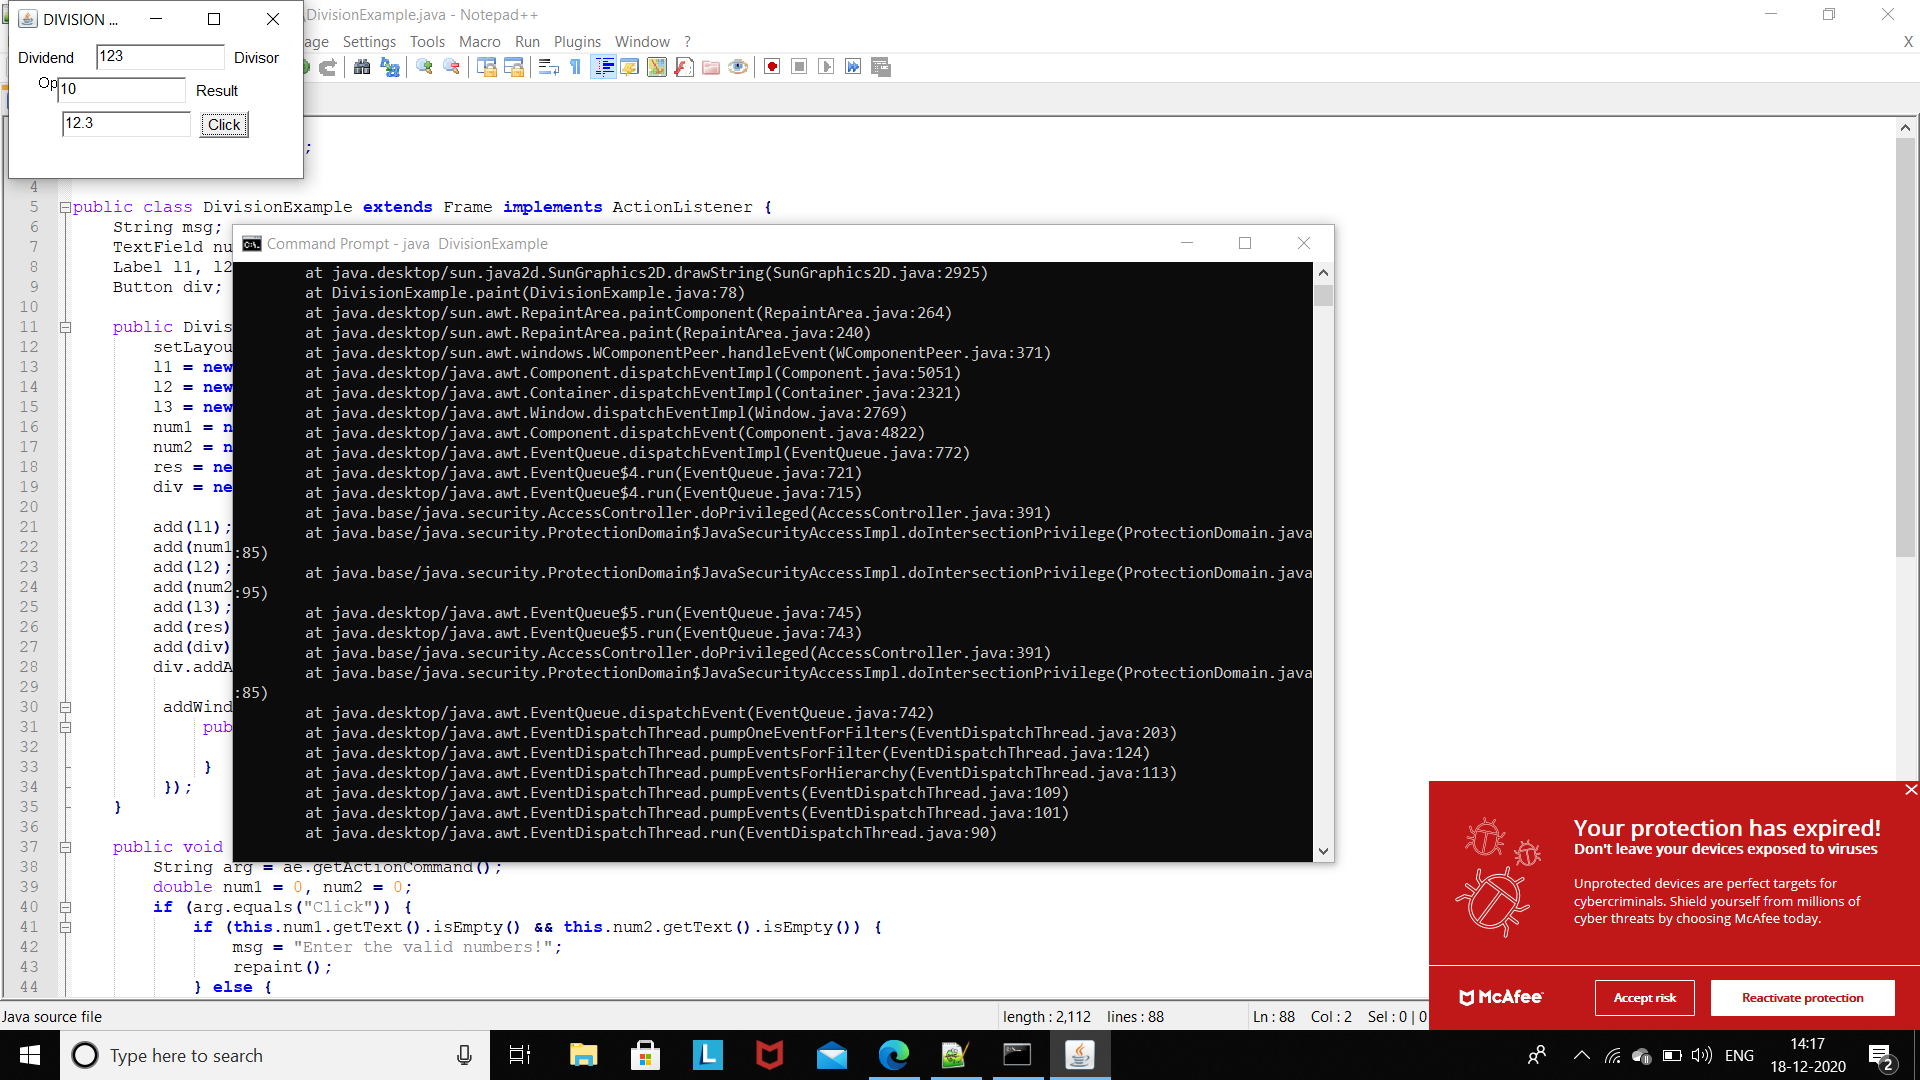 DIVISION ...
Dividend 123 Divisor
Op 10 Result
12.3 Click
\DivisionExample.java - Notepad++
age Settings Tools Macro Run Plugins Window ? X
;
4
5 public class DivisionExample extends Frame implements ActionListener {
6 String msg;
7 TextField nu
8 Label l1, l2
9 Button div;
10
11 public Divis
12 setLayou
13 l1 = new
14 l2 = new
15 l3 = new
16 num1 = n
17 num2 = n
18 res = ne
19 div = ne
20
21 add(l1);
22 add(num1
23 add(l2);
24 add(num2
25 add(l3);
26 add(res)
27 add(div)
28 div.addA
29
30 addWind
31 pub
32
33 }
34 });
35 }
36
37 public void
38 String arg = ae.getActionCommand();
39 double num1 = 0, num2 = 0;
40 if (arg.equals("Click")) {
41 if (this.num1.getText().isEmpty() && this.num2.getText().isEmpty()) {
42 msg = "Enter the valid numbers!";
43 repaint();
44 } else {
Command Prompt - java DivisionExample
at java.desktop/sun.java2d.SunGraphics2D.drawString(SunGraphics2D.java:2925)
at DivisionExample.paint(DivisionExample.java:78)
at java.desktop/sun.awt.RepaintArea.paintComponent(RepaintArea.java:264)
at java.desktop/sun.awt.RepaintArea.paint(RepaintArea.java:240)
at java.desktop/sun.awt.windows.WComponentPeer.handleEvent(WComponentPeer.java:371)
at java.desktop/java.awt.Component.dispatchEventImpl(Component.java:5051)
at java.desktop/java.awt.Container.dispatchEventImpl(Container.java:2321)
at java.desktop/java.awt.Window.dispatchEventImpl(Window.java:2769)
at java.desktop/java.awt.Component.dispatchEvent(Component.java:4822)
at java.desktop/java.awt.EventQueue.dispatchEventImpl(EventQueue.java:772)
at java.desktop/java.awt.EventQueue$4.run(EventQueue.java:721)
at java.desktop/java.awt.EventQueue$4.run(EventQueue.java:715)
at java.base/java.security.AccessController.doPrivileged(AccessController.java:391)
at java.base/java.security.ProtectionDomain$JavaSecurityAccessImpl.doIntersectionPrivilege(ProtectionDomain.java
:85)
at java.base/java.security.ProtectionDomain$JavaSecurityAccessImpl.doIntersectionPrivilege(ProtectionDomain.java
:95)
at java.desktop/java.awt.EventQueue$5.run(EventQueue.java:745)
at java.desktop/java.awt.EventQueue$5.run(EventQueue.java:743)
at java.base/java.security.AccessController.doPrivileged(AccessController.java:391)
at java.base/java.security.ProtectionDomain$JavaSecurityAccessImpl.doIntersectionPrivilege(ProtectionDomain.java
:85)
at java.desktop/java.awt.EventQueue.dispatchEvent(EventQueue.java:742)
at java.desktop/java.awt.EventDispatchThread.pumpOneEventForFilters(EventDispatchThread.java:203)
at java.desktop/java.awt.EventDispatchThread.pumpEventsForFilter(EventDispatchThread.java:124)
at java.desktop/java.awt.EventDispatchThread.pumpEventsForHierarchy(EventDispatchThread.java:113)
at java.desktop/java.awt.EventDispatchThread.pumpEvents(EventDispatchThread.java:109)
at java.desktop/java.awt.EventDispatchThread.pumpEvents(EventDispatchThread.java:101)
at java.desktop/java.awt.EventDispatchThread.run(EventDispatchThread.java:90)
Your protection has expired!
Don't leave your devices exposed to viruses
Unprotected devices are perfect targets for
cybercriminals. Shield yourself from millions of
cyber threats by choosing McAfee today.
McAfee Accept risk Reactivate protection
Java source file length : 2,112 lines : 88 Ln : 88 Col : 2 Sel : 0 | 0
Type here to search ENG 14:17
18-12-2020 2